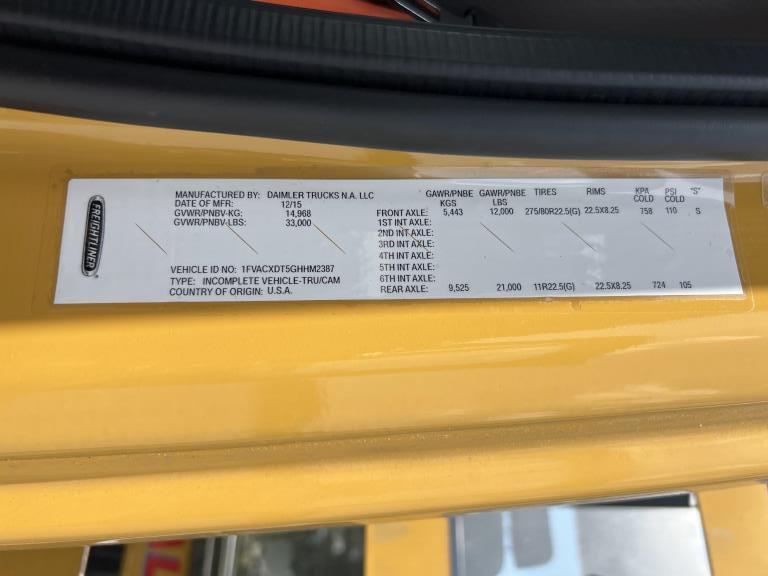 FREIGHTLINER
MANUFACTURED BY: DAIMLER TRUCKS N.A. LLC
DATE OF MFR: 12/15
GVWR/PNBV-KG: 14,968
GVWR/PNBV-LBS: 33,000
VEHICLE ID NO: 1FVACXDT5GHHM2387
TYPE: INCOMPLETE VEHICLE-TRU/CAM
COUNTRY OF ORIGIN: U.S.A.
GAWR/PNBE GAWR/PNBE TIRES RIMS KPA PSI "S"
KGS LBS COLD COLD
FRONT AXLE: 5,443 12,000 275/80R22.5(G) 22.5X8.25 758 110 S
1ST INT AXLE:
2ND INT AXLE:
3RD INT AXLE:
4TH INT AXLE:
5TH INT AXLE:
6TH INT AXLE:
REAR AXLE: 9,525 21,000 11R22.5(G) 22.5X8.25 724 105